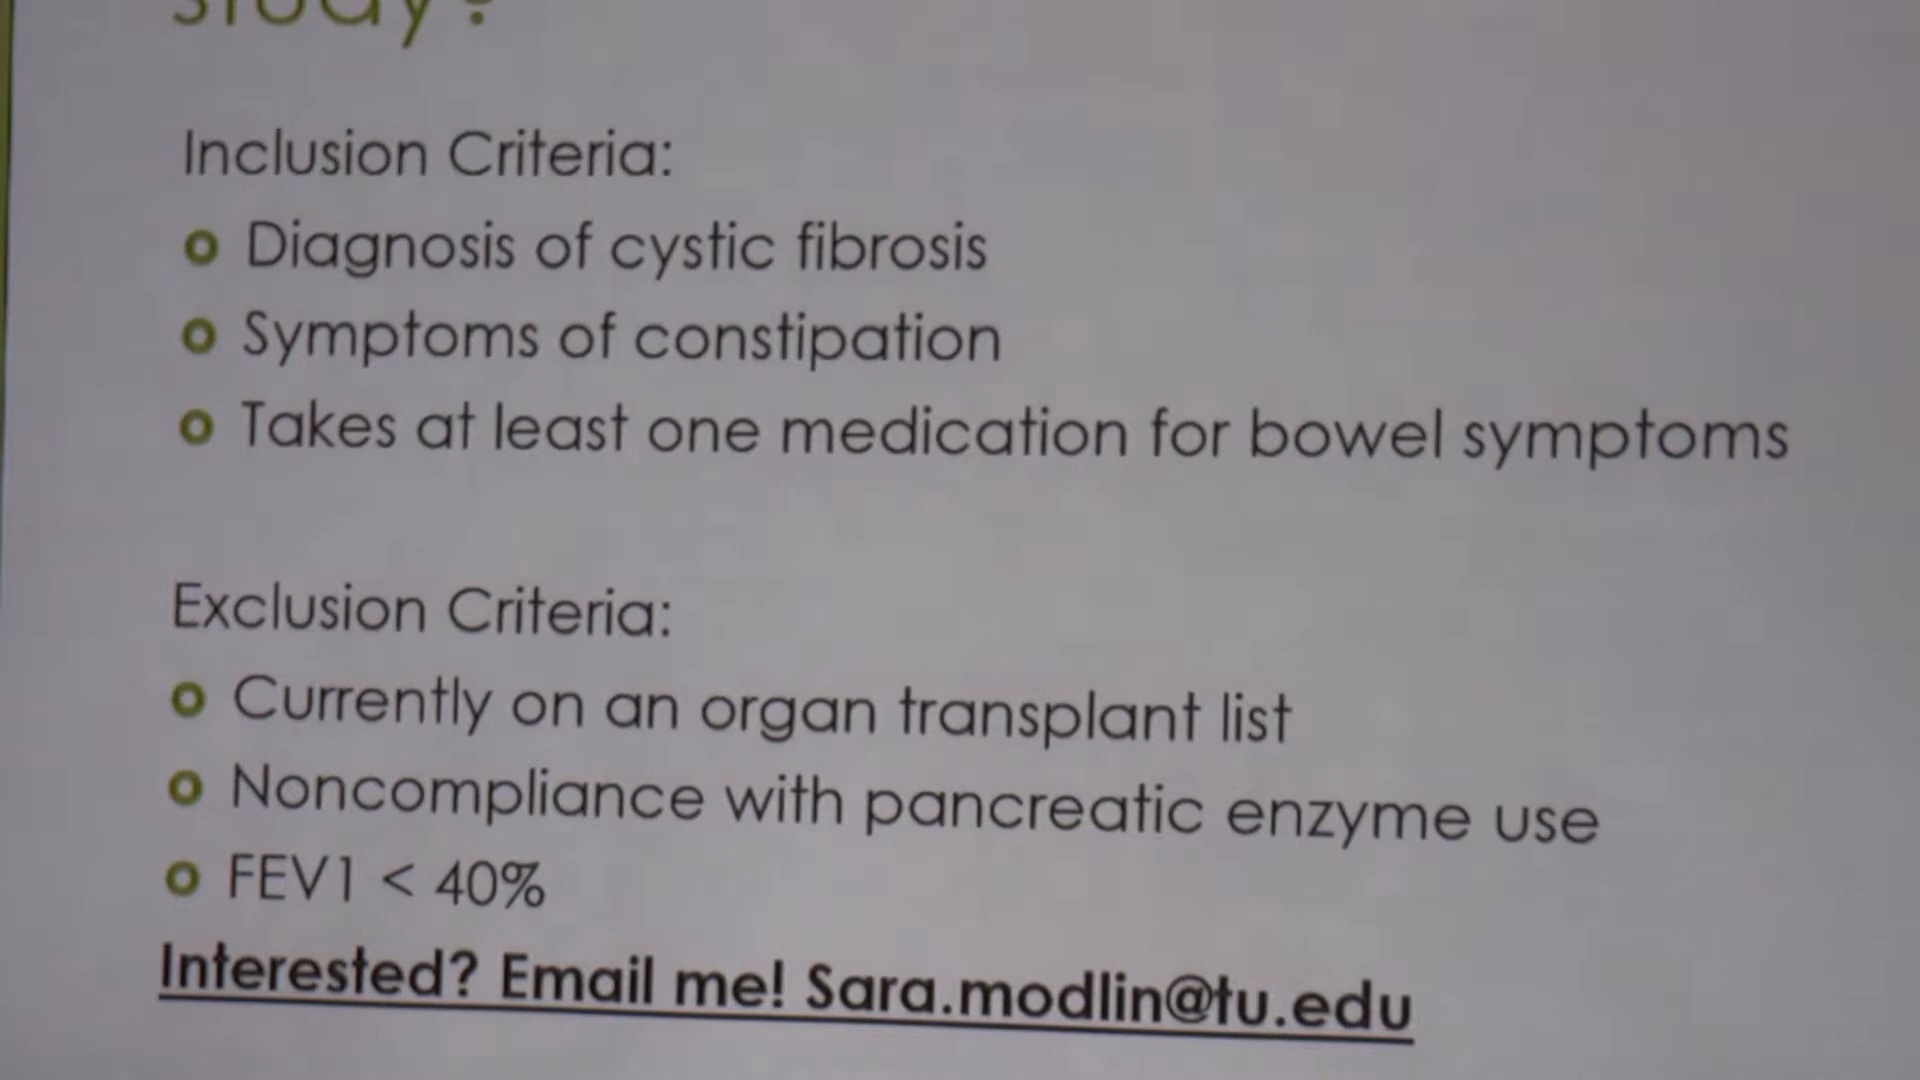 study?
Inclusion Criteria:
o Diagnosis of cystic fibrosis
o Symptoms of constipation
o Takes at least one medication for bowel symptoms
Exclusion Criteria:
o Currently on an organ transplant list
o Noncompliance with pancreatic enzyme use
o FEV1 < 40%
Interested? Email me! Sara.modlin@tu.edu